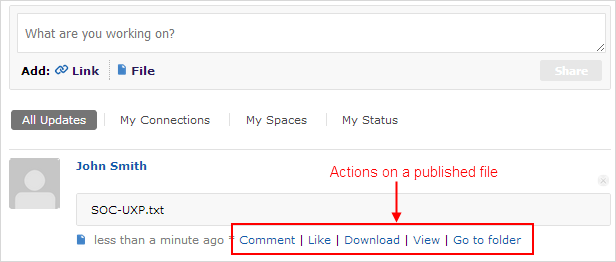 What are you working on?
Add: Link File Share
All Updates My Connections My Spaces My Status
John Smith
Actions on a published file
SOC-UXP.txt
less than a minute ago * Comment | Like | Download | View | Go to folder